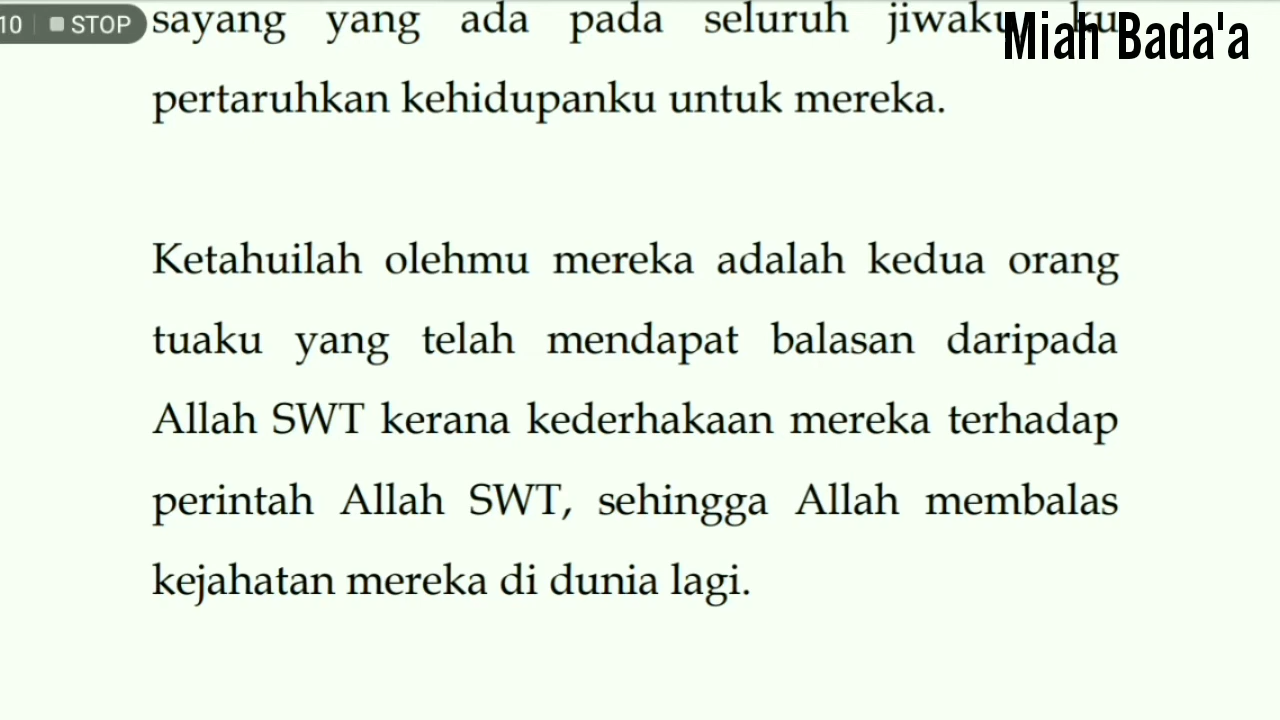 10 STOP
sayang yang ada pada seluruh jiwaku, ku
Miah Bada'a
pertaruhkan kehidupanku untuk mereka.
Ketahuilah olehmu mereka adalah kedua orang
tuaku yang telah mendapat balasan daripada
Allah SWT kerana kederhakaan mereka terhadap
perintah Allah SWT, sehingga Allah membalas
kejahatan mereka di dunia lagi.